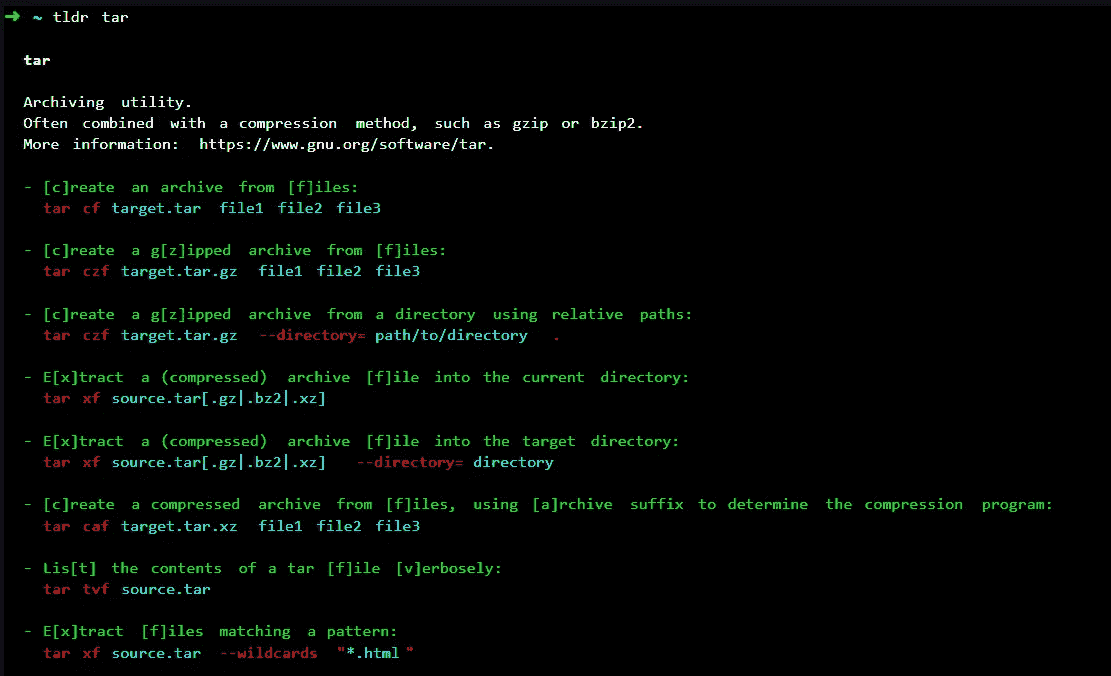 ➜ ~ tldr tar
tar
Archiving utility.
Often combined with a compression method, such as gzip or bzip2.
More information: https://www.gnu.org/software/tar.
- [c]reate an archive from [f]iles:
tar cf target.tar file1 file2 file3
- [c]reate a g[z]ipped archive from [f]iles:
tar czf target.tar.gz file1 file2 file3
- [c]reate a g[z]ipped archive from a directory using relative paths:
tar czf target.tar.gz --directory= path/to/directory .
- E[x]tract a (compressed) archive [f]ile into the current directory:
tar xf source.tar[.gz|.bz2|.xz]
- E[x]tract a (compressed) archive [f]ile into the target directory:
tar xf source.tar[.gz|.bz2|.xz] --directory= directory
- [c]reate a compressed archive from [f]iles, using [a]rchive suffix to determine the compression program:
tar caf target.tar.xz file1 file2 file3
- Lis[t] the contents of a tar [f]ile [v]erbosely:
tar tvf source.tar
- E[x]tract [f]iles matching a pattern:
tar xf source.tar --wildcards "*.html "